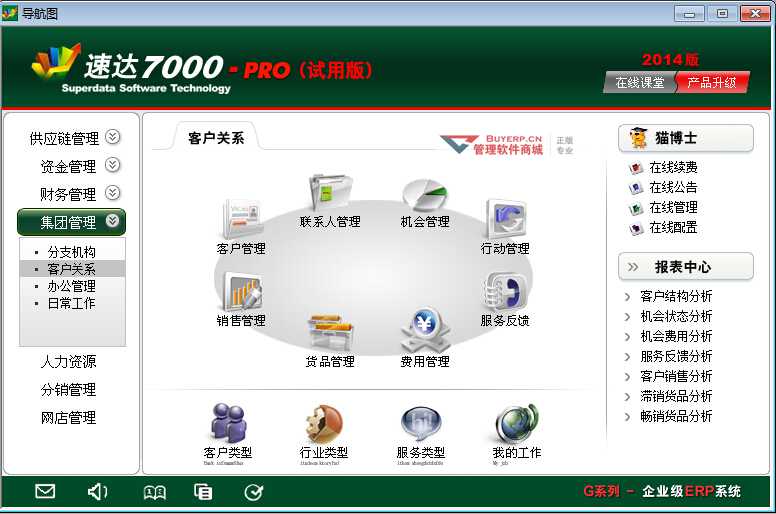 导航图
速达7000-PRO（试用版）
Superdata Software Technology
2014版
在线课堂
产品升级
供应链管理
资金管理
财务管理
集团管理
分支机构
客户关系
办公管理
日常工作
人力资源
分销管理
网店管理
客户关系
BUYERP.CN
管理软件商城
正版
专业
联系人管理
机会管理
客户管理
行动管理
销售管理
服务反馈
货品管理
费用管理
客户类型
行业类型
服务类型
我的工作
My job
猫博士
在线续费
在线公告
在线管理
在线配置
报表中心
客户结构分析
机会状态分析
机会费用分析
服务反馈分析
客户销售分析
滞销货品分析
畅销货品分析
G系列 - 企业级ERP系统